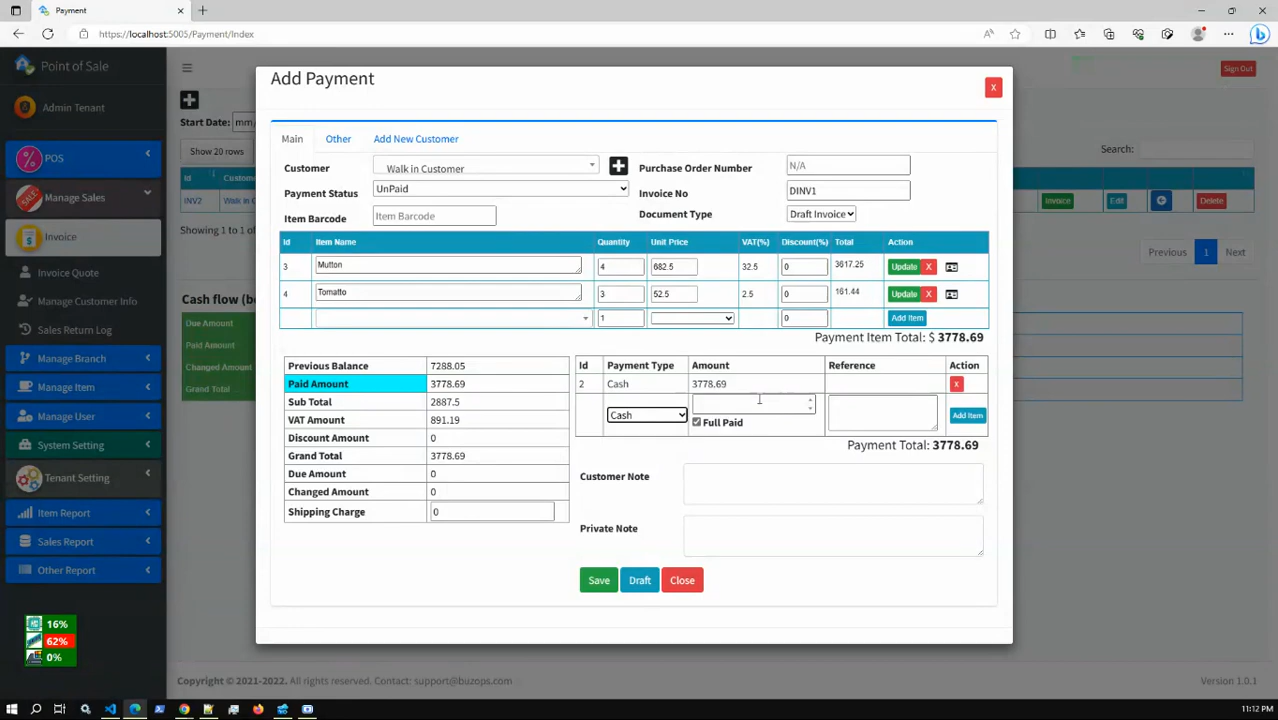 Payment
https://localhost:5005/Payment/Index
Point of Sale
Sign Out
Admin Tenant
POS
Manage Sales
Invoice
Invoice Quote
Manage Customer Info
Sales Return Log
Manage Branch
Manage Item
Manage User
System Setting
Tenant Setting
Item Report
Sales Report
Other Report
16%
62%
0%
Start Date: mm/
Show 20 rows
Search:
Id Custome
INV2 Walk in C
Invoice Edit Delete
Showing 1 to 1 of
Previous 1 Next
Cash flow (b
Due Amount
Paid Amount
Changed Amount
Grand Total
Add Payment
X
Main Other Add New Customer
Customer Walk in Customer
Purchase Order Number N/A
Payment Status UnPaid
Invoice No DINV1
Item Barcode Item Barcode
Document Type Draft Invoice
Id Item Name Quantity Unit Price VAT(%) Discount(%) Total Action
3 Mutton 4 682.5 32.5 0 3617.25 Update X
4 Tomatto 3 52.5 2.5 0 161.44 Update X
1 0 Add Item
Payment Item Total: $ 3778.69
Previous Balance 7288.05
Paid Amount 3778.69
Sub Total 2887.5
VAT Amount 891.19
Discount Amount 0
Grand Total 3778.69
Due Amount 0
Changed Amount 0
Shipping Charge 0
Id Payment Type Amount Reference Action
2 Cash 3778.69 X
Cash Full Paid Add Item
Payment Total: 3778.69
Customer Note
Private Note
Save Draft Close
Copyright © 2021-2022. All rights reserved. Contact: support@buzops.com
Version 1.0.1
11:12 PM